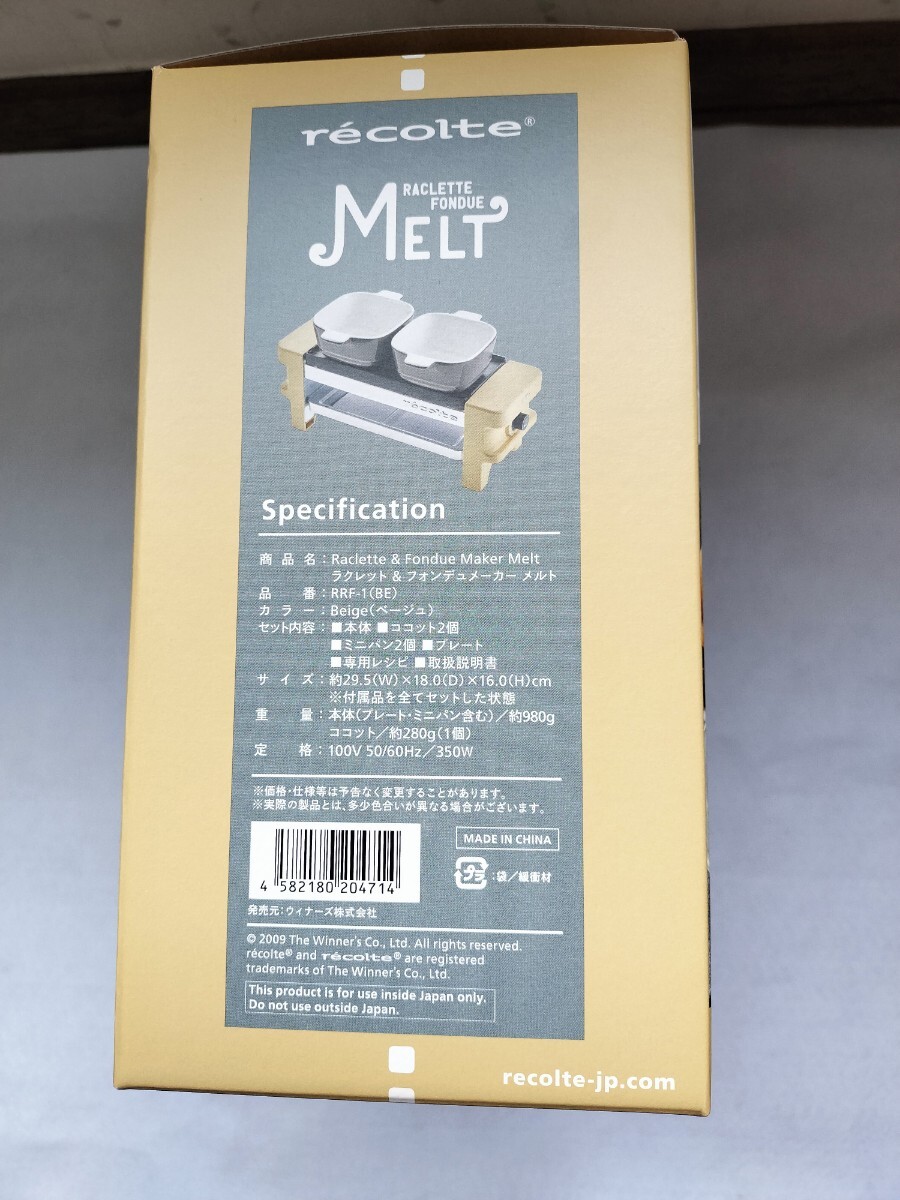 récolte®
RACLETTE
FONDUE
MELT
récolte
Specification
商品名：Raclette & Fondue Maker Melt
ラクレット & フォンデュメーカー メルト
品番：RRF-1(BE)
カラー：Beige(ベージュ)
セット内容：■本体 ■ココット2個
■ミニパン2個 ■プレート
■専用レシピ ■取扱説明書
サイズ：約29.5(W)×18.0(D)×16.0(H)cm
※付属品を全てセットした状態
重量：本体(プレート・ミニパン含む)／約980g
ココット／約280g(1個)
定格：100V 50/60Hz／350W
※価格・仕様等は予告なく変更することがあります。
※実際の製品とは、多少色合いが異なる場合がございます。
MADE IN CHINA
プラ：袋／緩衝材
4 582180 204714
発売元：ウィナーズ株式会社
© 2009 The Winner's Co., Ltd. All rights reserved.
récolte® and récolte® are registered
trademarks of The Winner's Co., Ltd.
This product is for use inside Japan only.
Do not use outside Japan.
recolte-jp.com